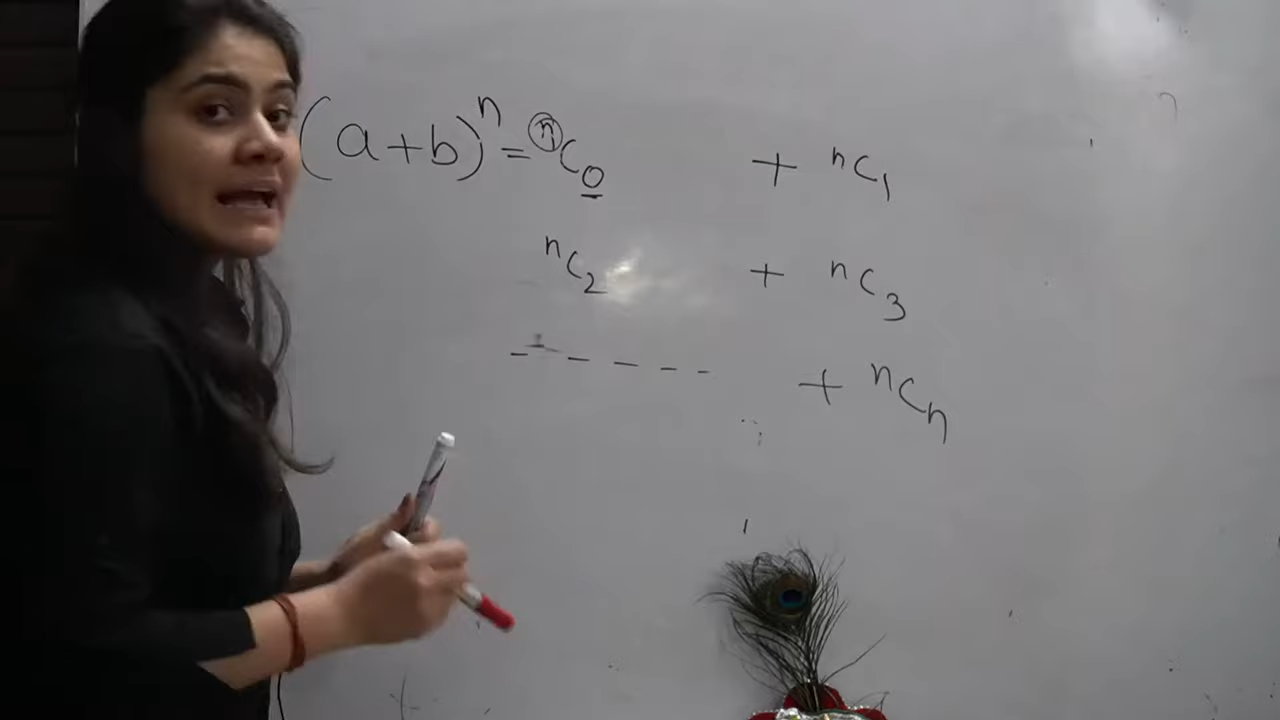 (a+b)ⁿ = ⁿC₀ + ⁿC₁
ⁿC₂ + ⁿC₃
- - - - - + ⁿCₙ